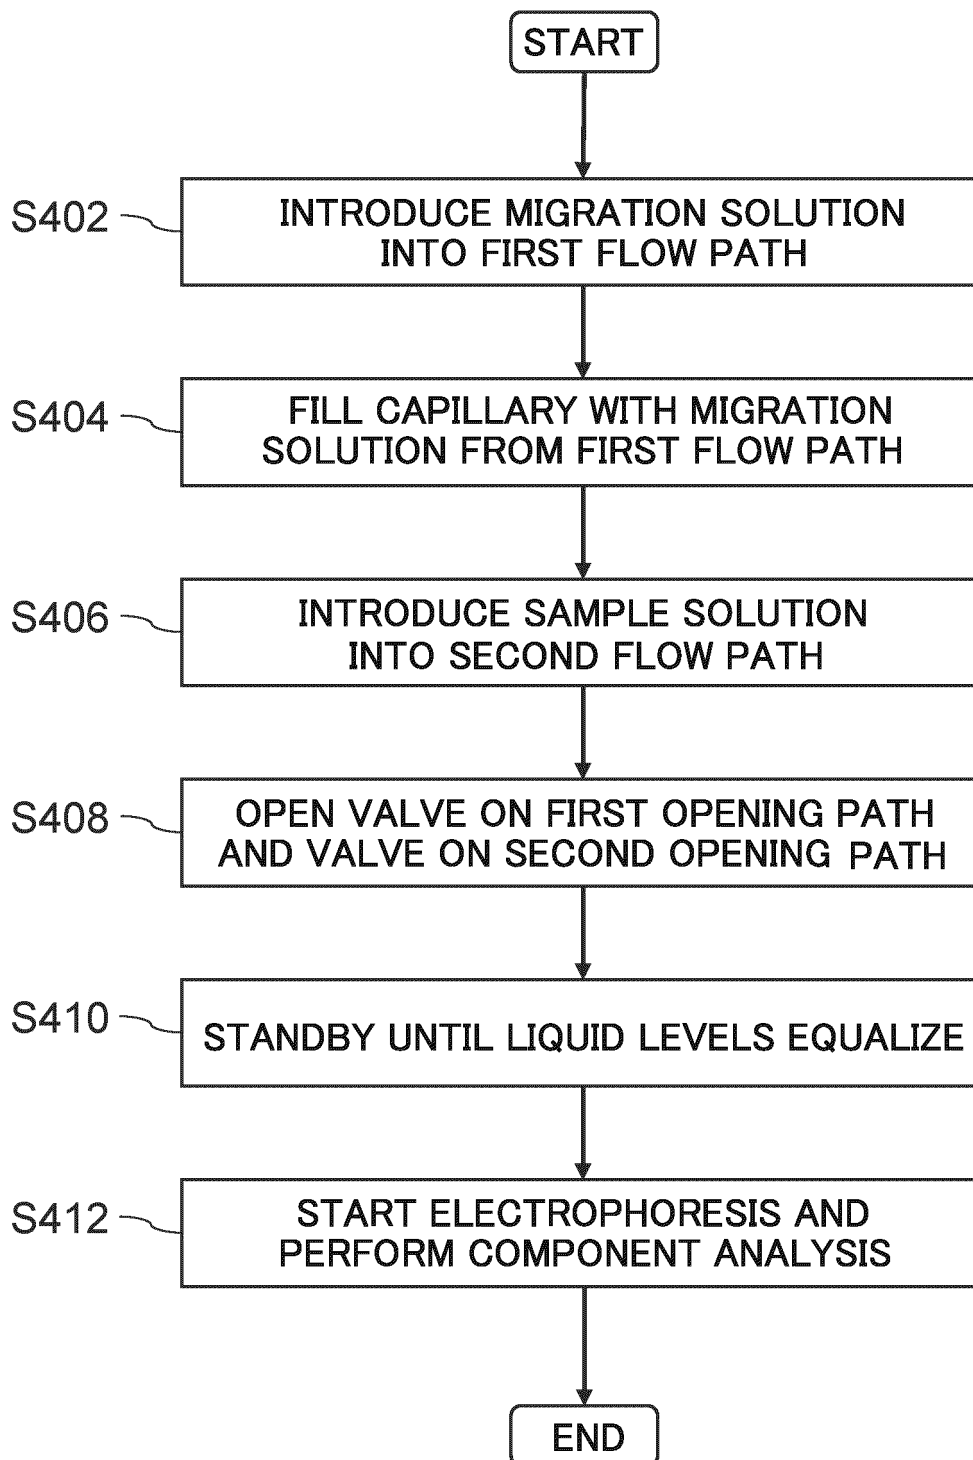 START
S402
INTRODUCE MIGRATION SOLUTION
INTO FIRST FLOW PATH
S404
FILL CAPILLARY WITH MIGRATION
SOLUTION FROM FIRST FLOW PATH
S406
INTRODUCE SAMPLE SOLUTION
INTO SECOND FLOW PATH
S408
OPEN VALVE ON FIRST OPENING PATH
AND VALVE ON SECOND OPENING PATH
S410
STANDBY UNTIL LIQUID LEVELS EQUALIZE
S412
START ELECTROPHORESIS AND
PERFORM COMPONENT ANALYSIS
END